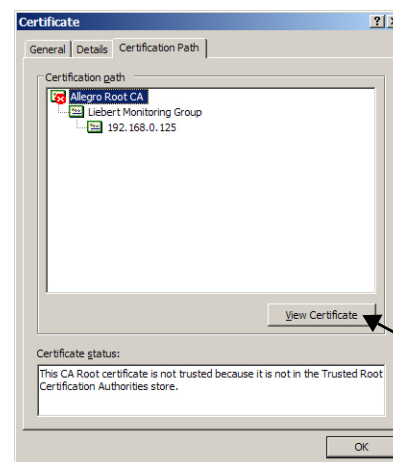 Certificate
General Details Certification Path
Certification path
Allegro Root CA
Liebert Monitoring Group
192.168.0.125
View Certificate
Certificate status:
This CA Root certificate is not trusted because it is not in the Trusted Root
Certification Authorities store.
OK